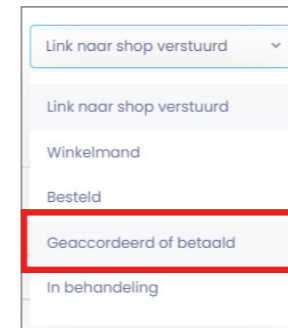 Link naar shop verstuurd
Link naar shop verstuurd
Winkelmand
Besteld
Geaccordeerd of betaald
In behandeling